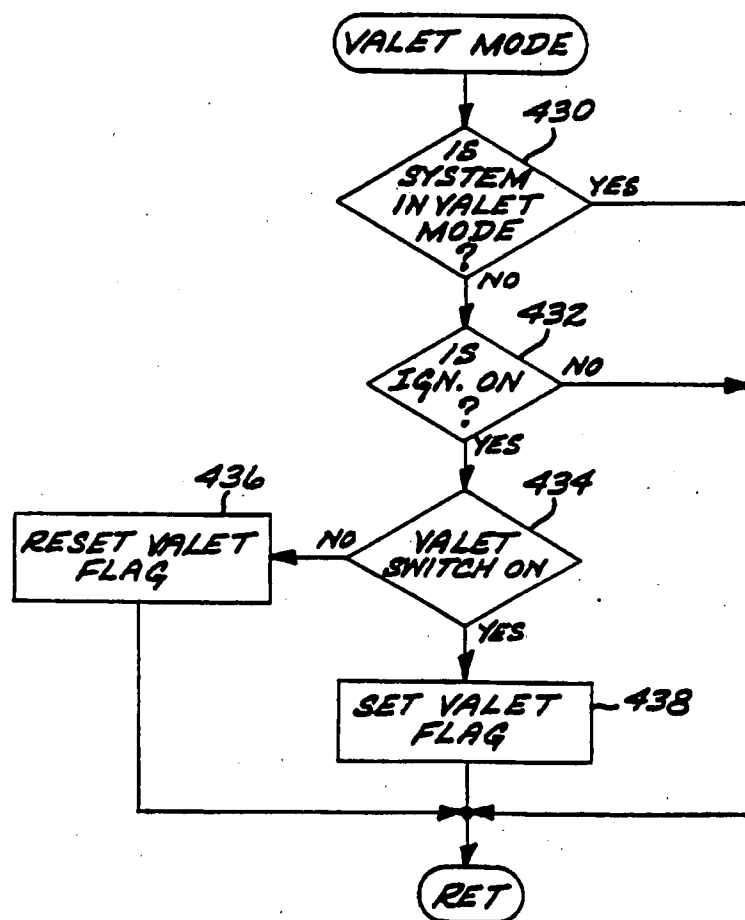 VALET MODE
430
IS
SYSTEM
IN VALET
MODE
?
YES
NO
432
IS
IGN. ON
?
NO
YES
436
434
RESET VALET
FLAG
NO
VALET
SWITCH ON
YES
SET VALET
FLAG
438
RET